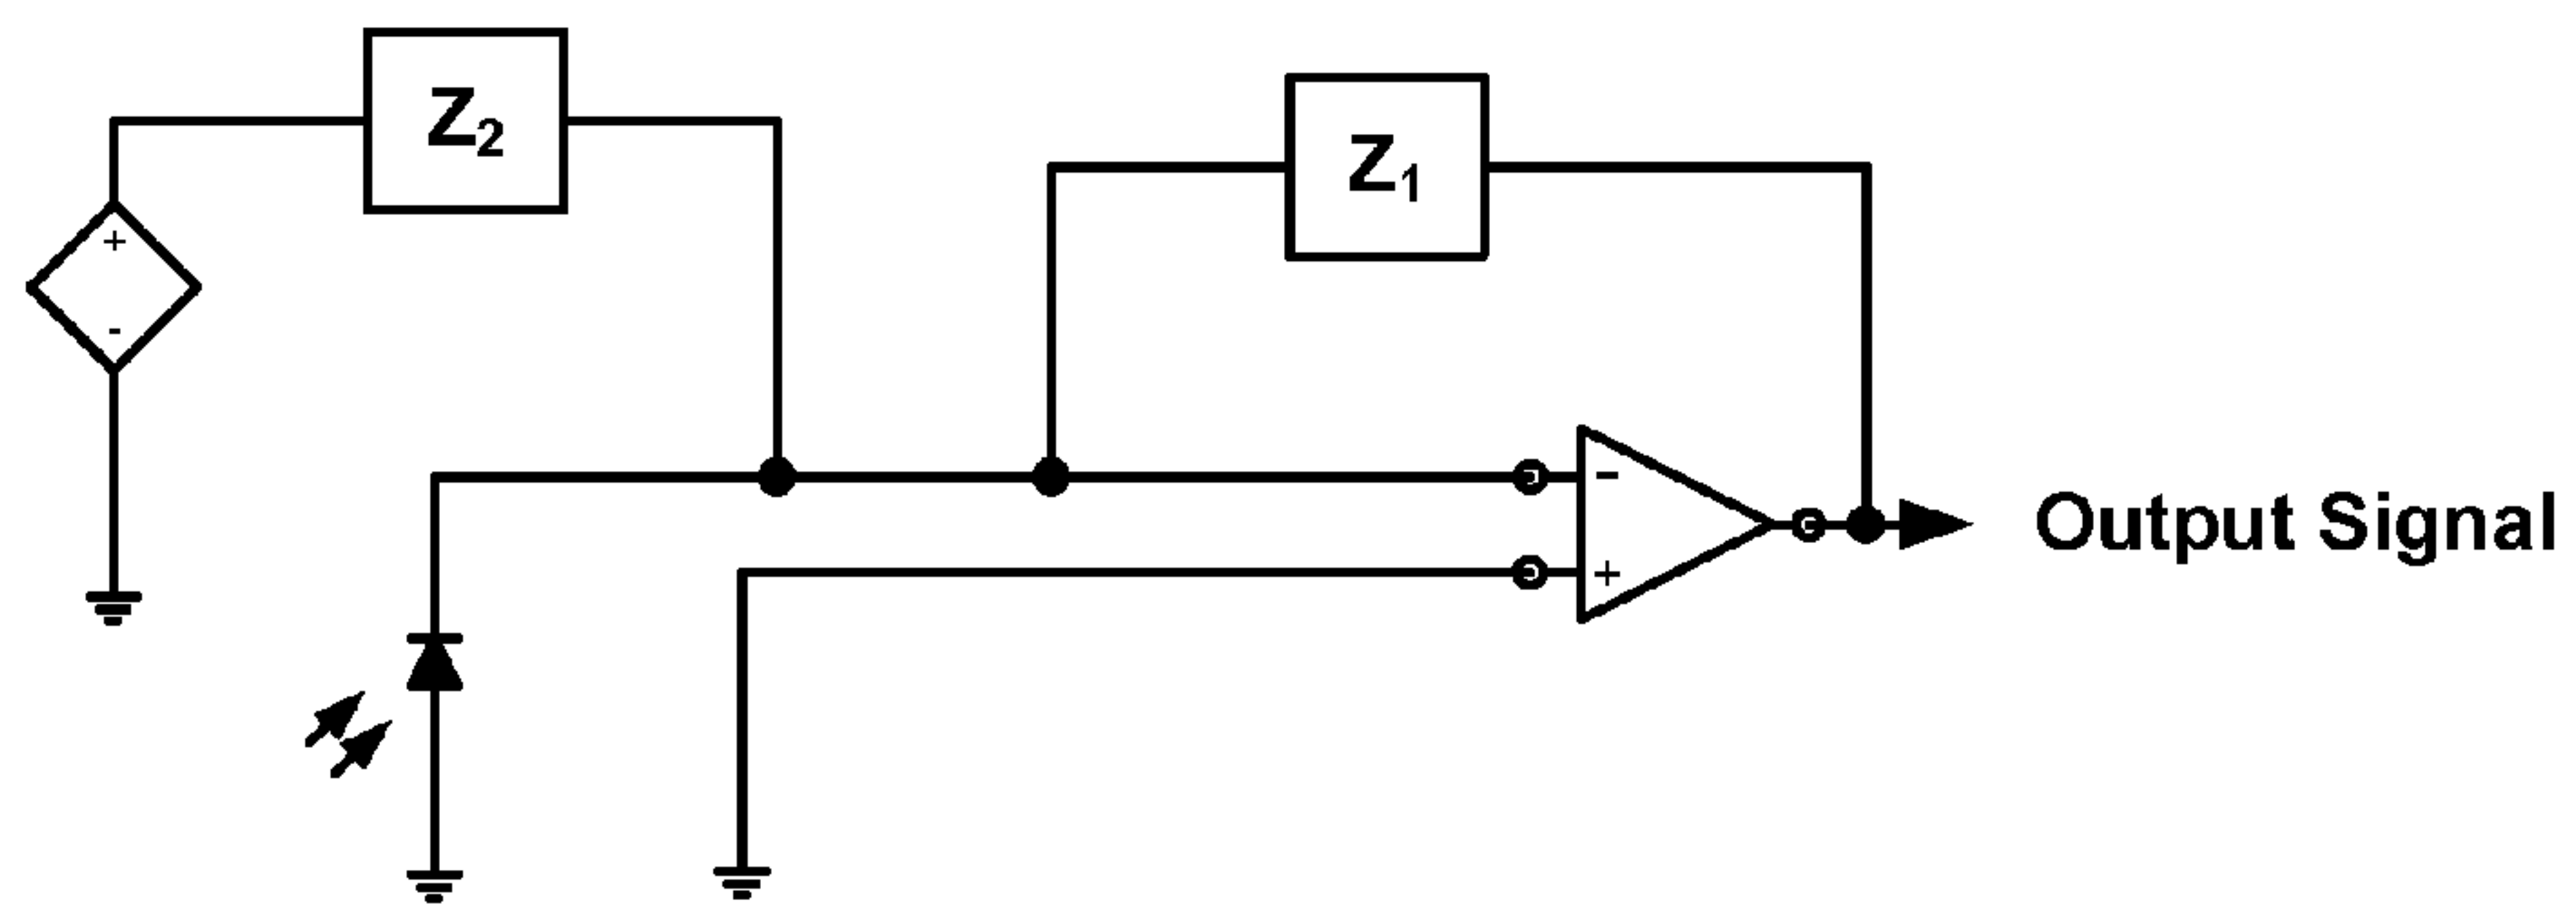 Z₂
Z₁
+
-
-
+
Output Signal